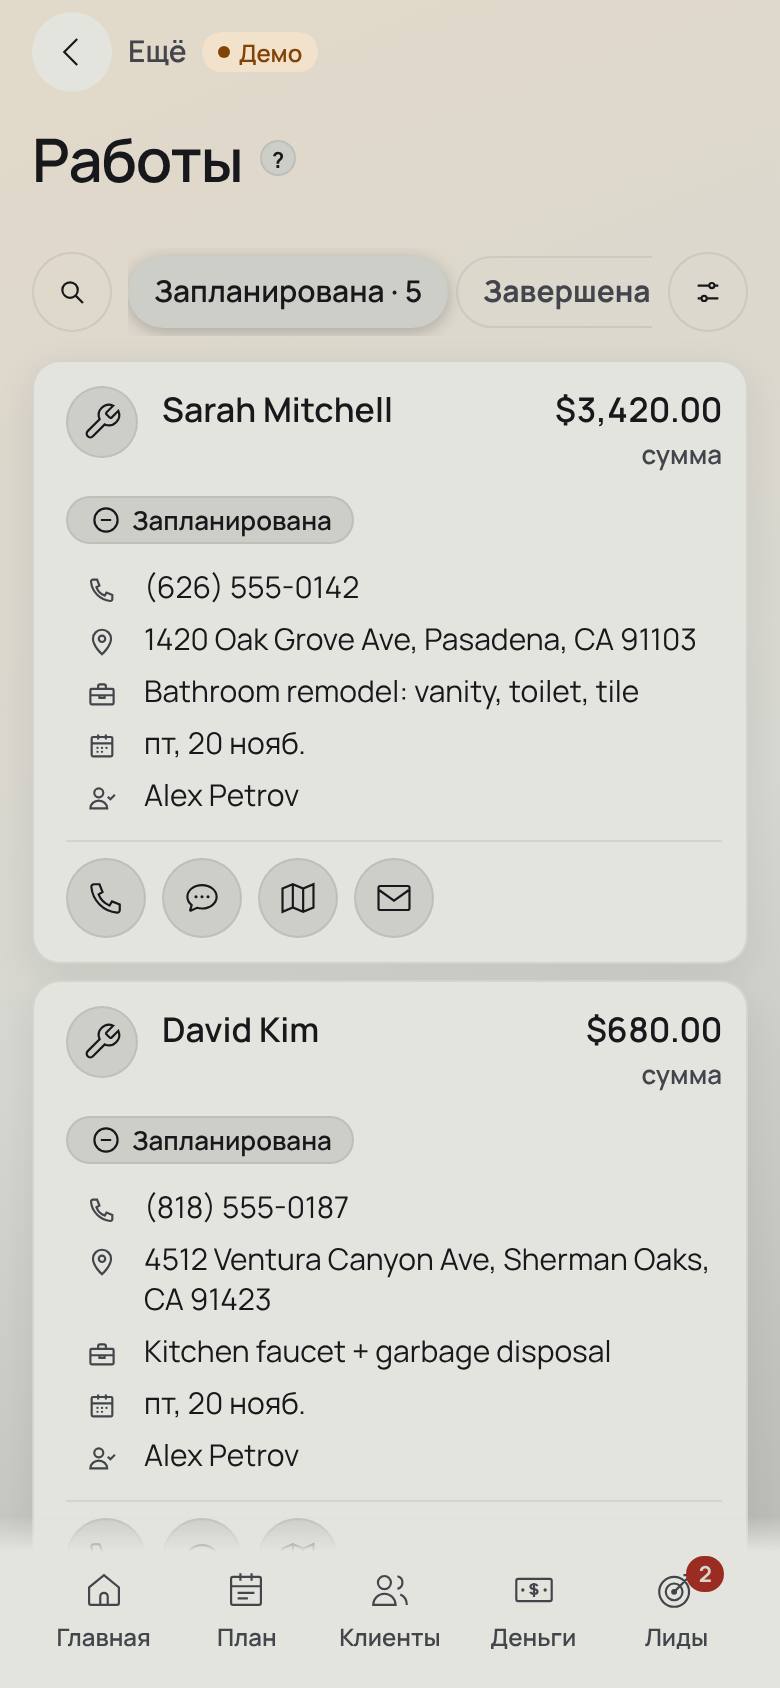 Ещё
Демо
Работы ?
Запланирована · 5
Завершена
Sarah Mitchell
$3,420.00
сумма
Запланирована
(626) 555-0142
1420 Oak Grove Ave, Pasadena, CA 91103
Bathroom remodel: vanity, toilet, tile
пт, 20 нояб.
Alex Petrov
David Kim
$680.00
сумма
Запланирована
(818) 555-0187
4512 Ventura Canyon Ave, Sherman Oaks,
CA 91423
Kitchen faucet + garbage disposal
пт, 20 нояб.
Alex Petrov
2
Главная
План
Клиенты
Деньги
Лиды